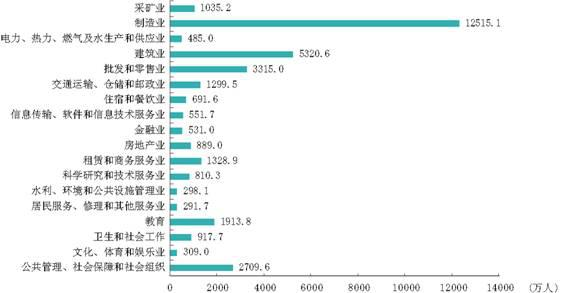 采矿业 1035.2
制造业 12515.1
电力、热力、燃气及水生产和供应业 485.0
建筑业 5320.6
批发和零售业 3315.0
交通运输、仓储和邮政业 1299.5
住宿和餐饮业 691.6
信息传输、软件和信息技术服务业 551.7
金融业 531.0
房地产业 889.0
租赁和商务服务业 1328.9
科学研究和技术服务业 810.3
水利、环境和公共设施管理业 298.1
居民服务、修理和其他服务业 291.7
教育 1913.8
卫生和社会工作 917.7
文化、体育和娱乐业 309.0
公共管理、社会保障和社会组织 2709.6
0 2000 4000 6000 8000 10000 12000 14000 (万人)